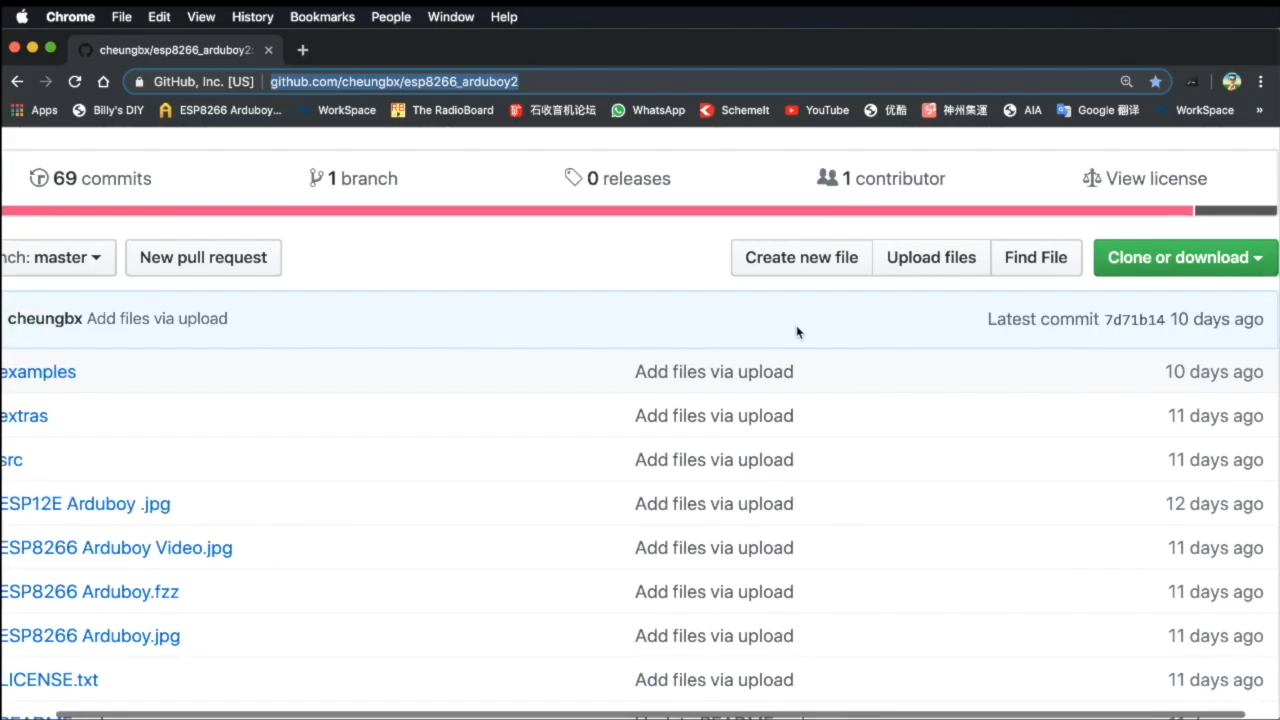 Chrome File Edit View History Bookmarks People Window Help
cheungbx/esp8266_arduboy2:
GitHub, Inc. [US] github.com/cheungbx/esp8266_arduboy2
Apps Billy's DIY ESP8266 Arduboy... WorkSpace The RadioBoard 石收音机论坛 WhatsApp SchemeIt YouTube 优酷 神州集運 AIA Google 翻译 WorkSpace »
69 commits 1 branch 0 releases 1 contributor View license
nch: master New pull request Create new file Upload files Find File Clone or download
cheungbx Add files via upload Latest commit 7d71b14 10 days ago
examples Add files via upload 10 days ago
extras Add files via upload 11 days ago
src Add files via upload 11 days ago
ESP12E Arduboy .jpg Add files via upload 12 days ago
ESP8266 Arduboy Video.jpg Add files via upload 11 days ago
ESP8266 Arduboy.fzz Add files via upload 11 days ago
ESP8266 Arduboy.jpg Add files via upload 11 days ago
LICENSE.txt Add files via upload 11 days ago